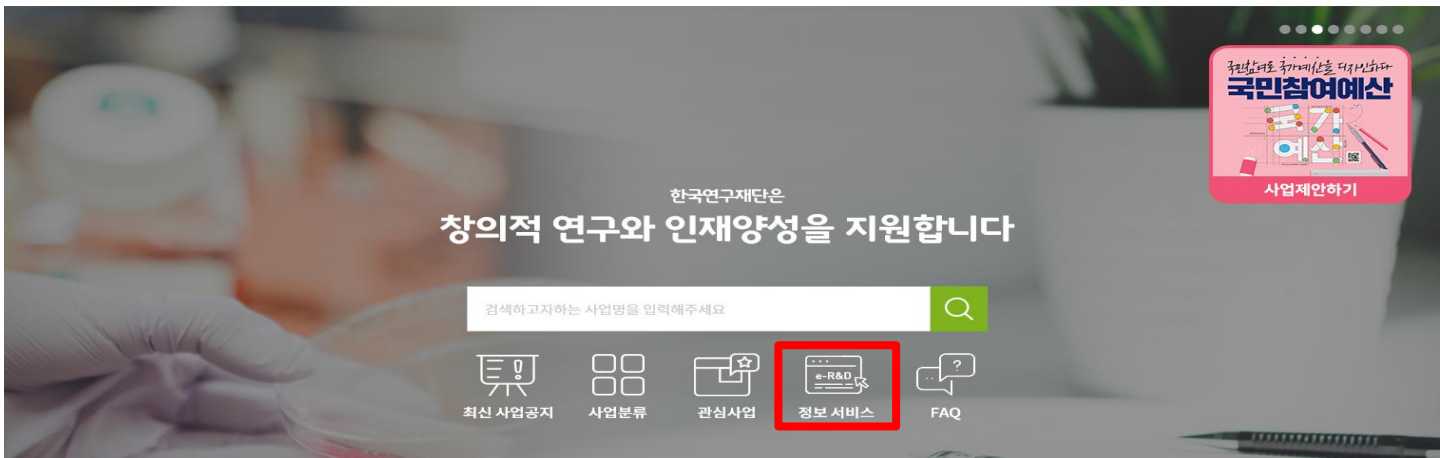 국민참여로 국가예산을 디자인하다
국민참여예산
국가
예산
사업제안하기
한국연구재단은
창의적 연구와 인재양성을 지원합니다
검색하고자하는 사업명을 입력해주세요
e-R&D
?
최신 사업공지
사업분류
관심사업
정보 서비스
FAQ